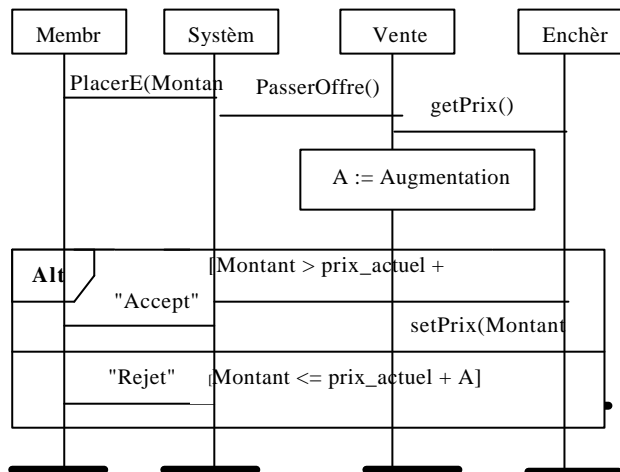 Membr Systèm Vente Enchèr
PlacerE(Montan
PasserOffre()
getPrix()
A := Augmentation
Alt
[Montant > prix_actuel +
"Accept"
setPrix(Montant
"Rejet"
[Montant <= prix_actuel + A]